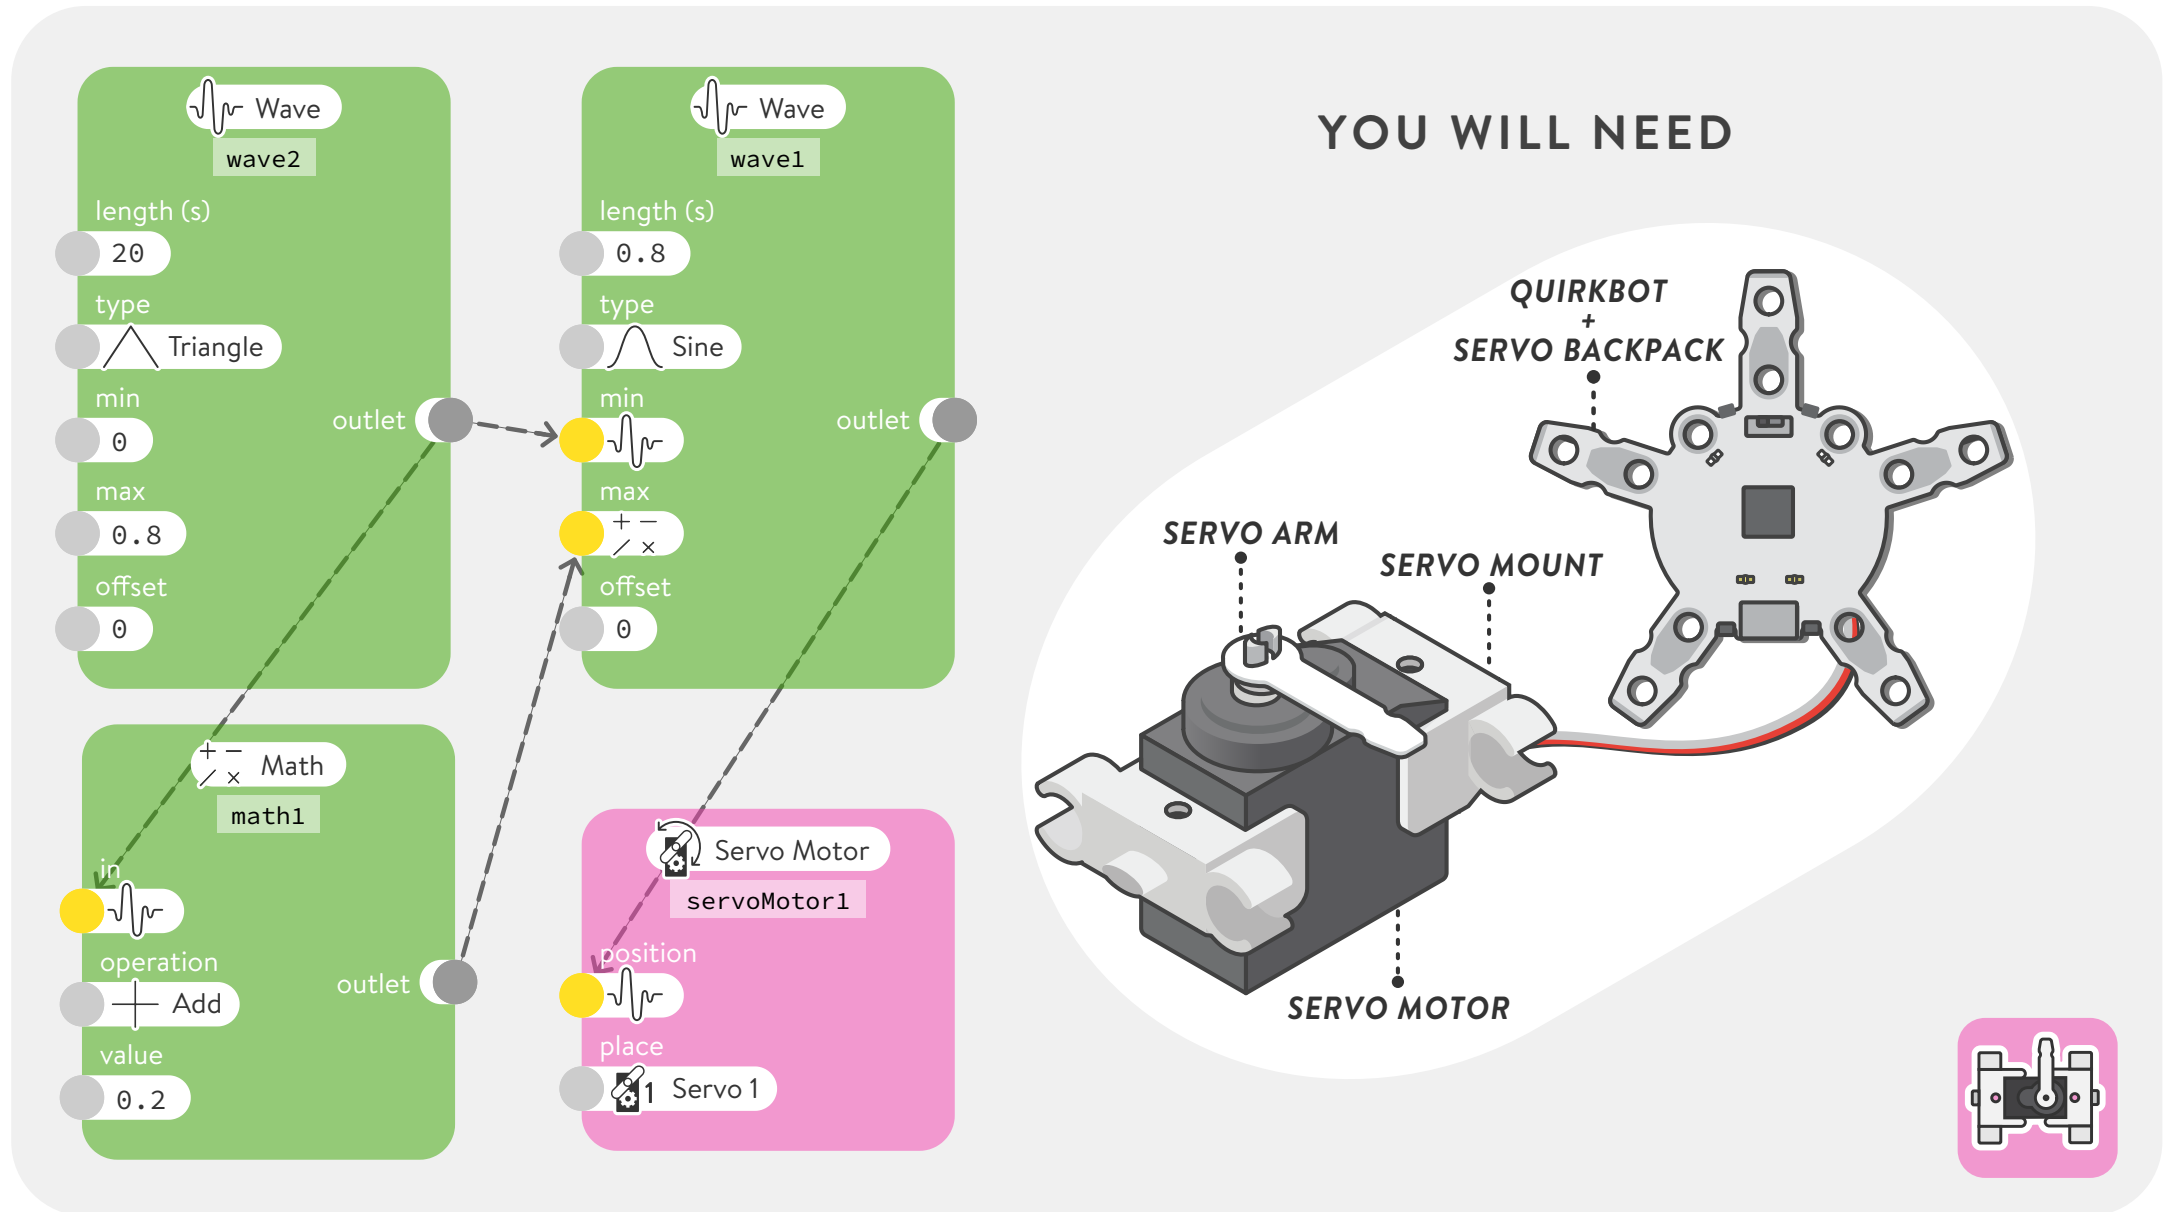 Wave
wave2
length (s)
20
type
Triangle
min
0
outlet
max
0.8
offset
0
Wave
wave1
length (s)
0.8
type
Sine
min
outlet
max
offset
0
Math
math1
in
operation
Add
outlet
value
0.2
Servo Motor
servoMotor1
position
place
1 Servo 1
YOU WILL NEED
QUIRKBOT
+
SERVO BACKPACK
SERVO ARM
SERVO MOUNT
SERVO MOTOR